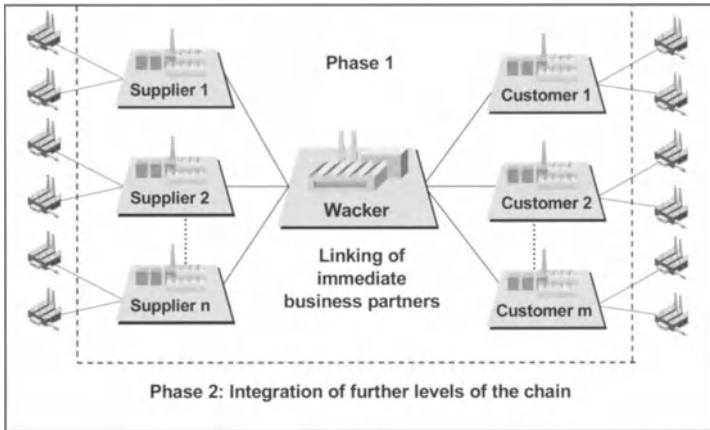 Phase 1
Supplier 1
Customer 1
Supplier 2
Wacker
Customer 2
Linking of
immediate
business partners
Supplier n
Customer m
Phase 2: Integration of further levels of the chain